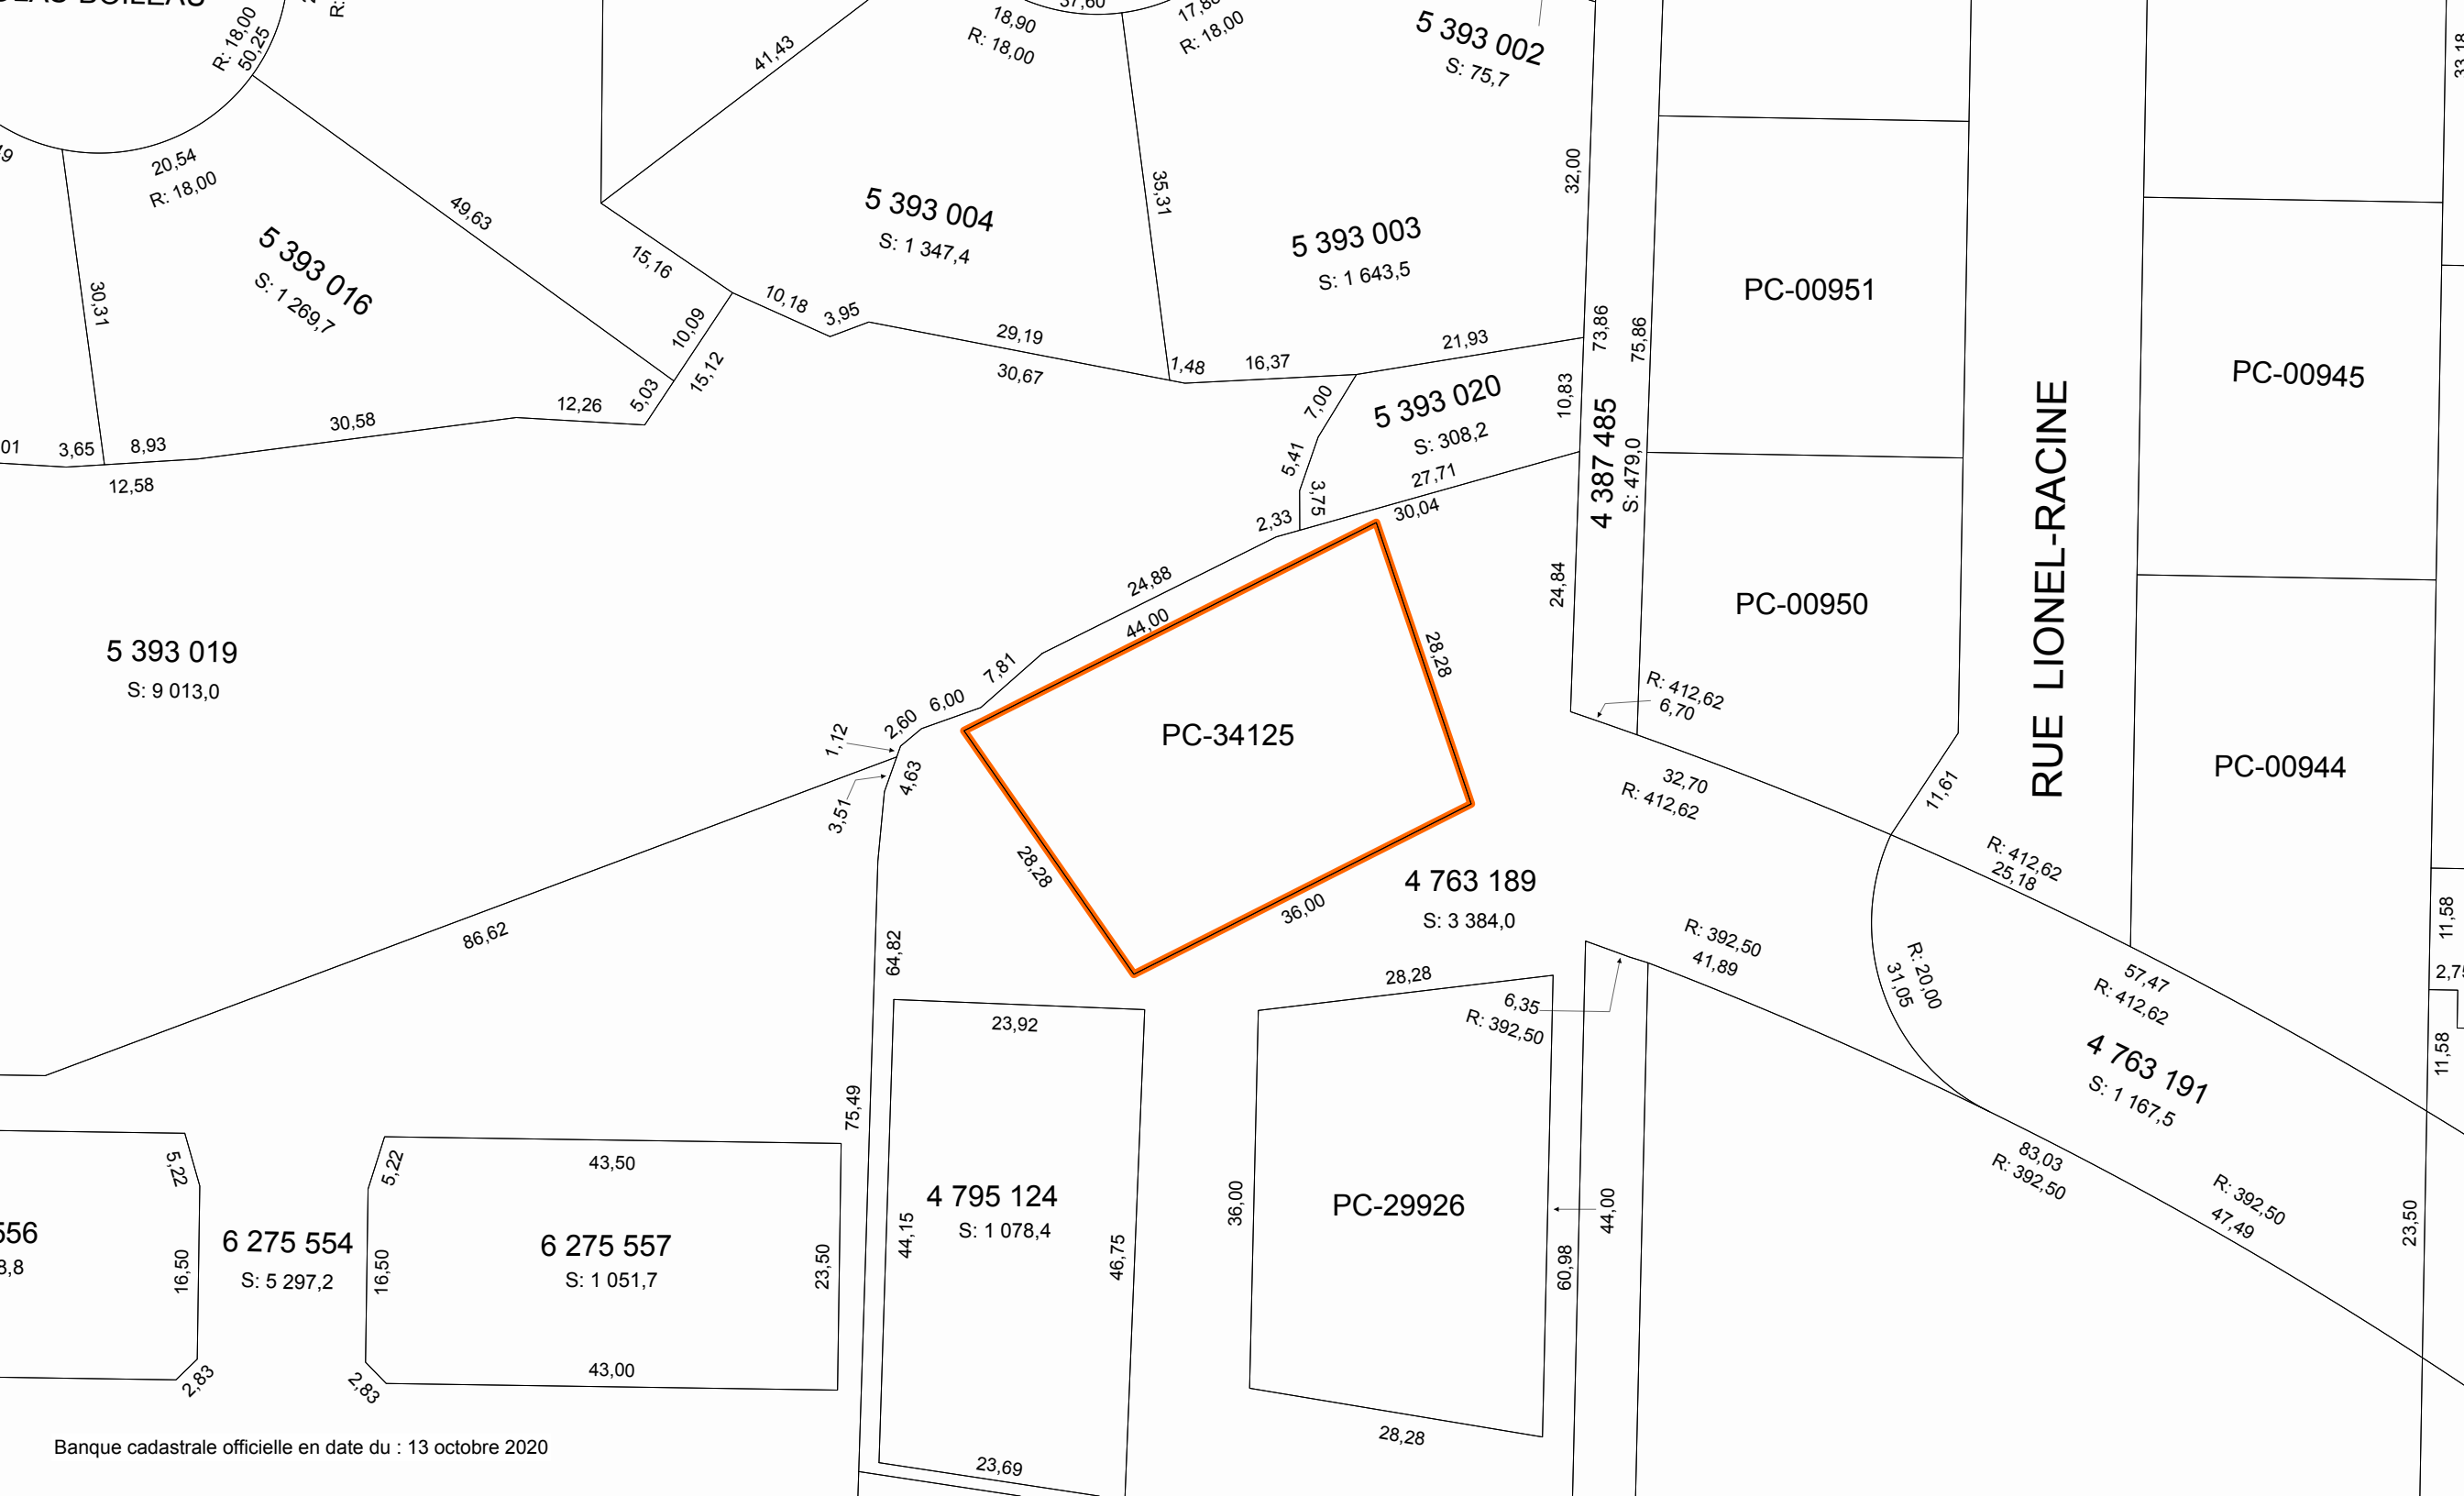 R: 18,00
50,25
R:
41,43
18,90
R: 18,00
37,60
R: 18,00
5 393 002
S: 75,7
20,54
R: 18,00
49,63
5 393 016
S: 1 269,7
30,31
15,16
5 393 004
S: 1 347,4
35,31
5 393 003
S: 1 643,5
32,00
33,18
PC-00951
10,18
3,95
10,09
15,12
5,03
29,19
30,67
1,48
16,37
21,93
73,86
75,86
12,26
30,58
8,93
3,65
01
12,58
7,00
5,41
3,75
5 393 020
S: 308,2
10,83
27,71
30,04
2,33
4 387 485
S: 479,0
RUE LIONEL-RACINE
PC-00945
5 393 019
S: 9 013,0
24,88
44,00
7,81
6,00
2,60
1,12
4,63
3,51
28,28
PC-34125
28,28
36,00
24,84
PC-00950
R: 412,62
6,70
32,70
R: 412,62
11,61
PC-00944
R: 412,62
25,18
4 763 189
S: 3 384,0
86,62
64,82
R: 392,50
41,89
R: 20,00
31,05
57,47
R: 412,62
11,58
2,75
11,58
28,28
6,35
R: 392,50
23,92
4 763 191
S: 1 167,5
75,49
83,03
R: 392,50
R: 392,50
47,49
23,50
5,22
5,22
43,50
556
8,8
16,50
6 275 554
S: 5 297,2
16,50
6 275 557
S: 1 051,7
23,50
4 795 124
S: 1 078,4
44,15
46,75
36,00
PC-29926
44,00
60,98
2,83
2,83
43,00
28,28
23,69
Banque cadastrale officielle en date du : 13 octobre 2020